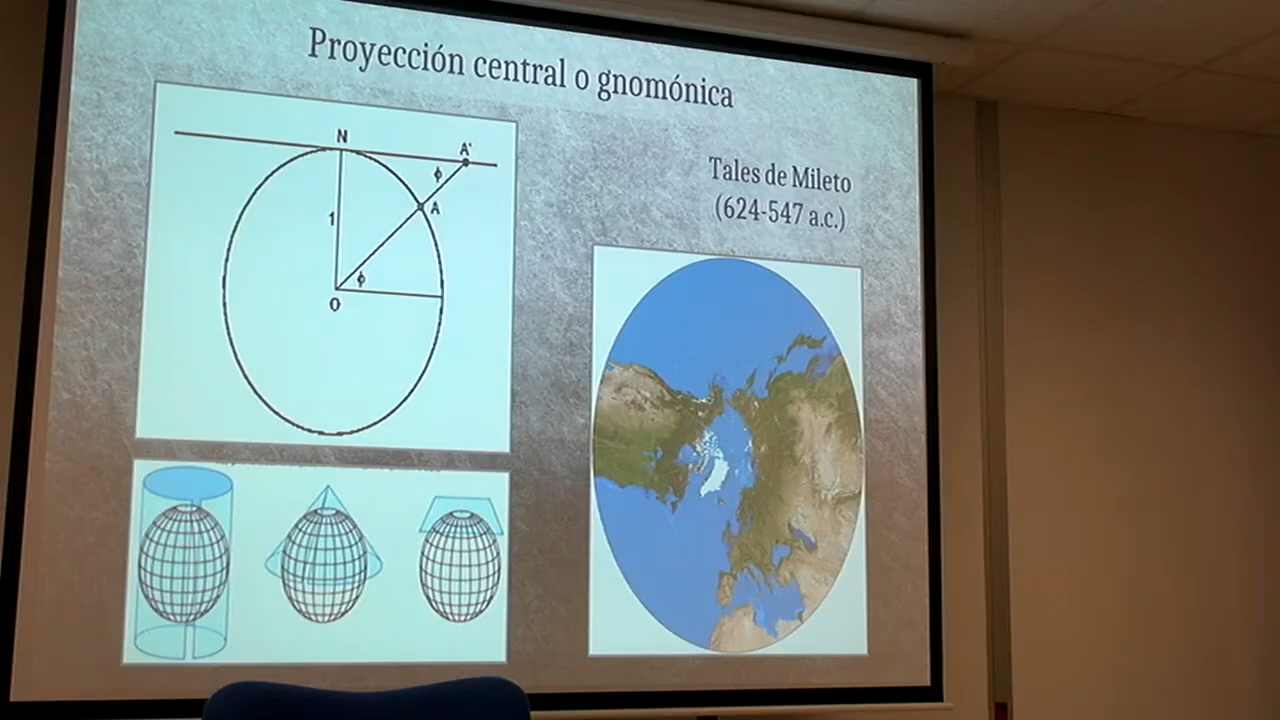 Proyección central o gnomónica
N
A'
ϕ
A
1
ϕ
O
Tales de Mileto
(624-547 a.c.)